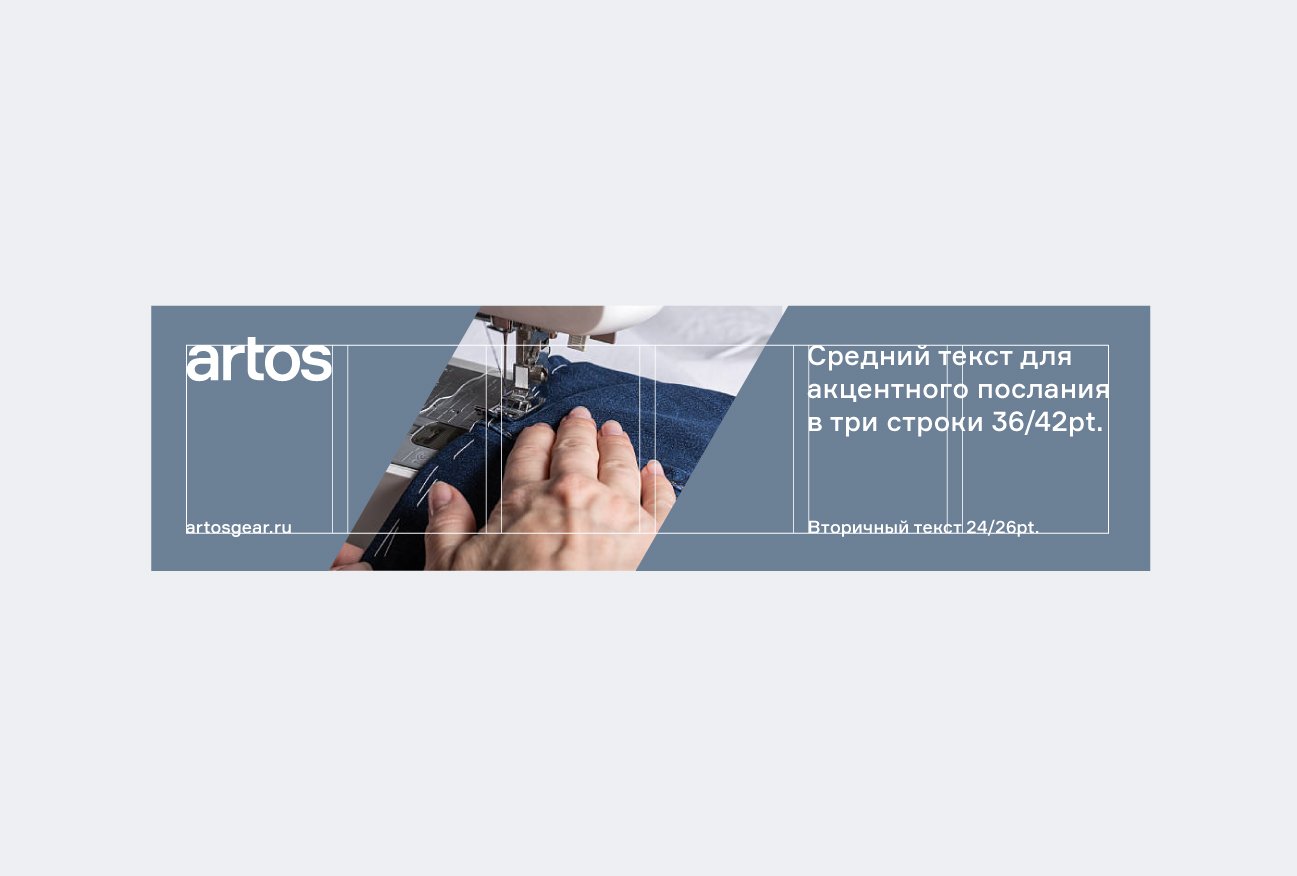 artos
Средний текст для
акцентного послания
в три строки 36/42pt.
artosgear.ru
Вторичный текст 24/26pt.